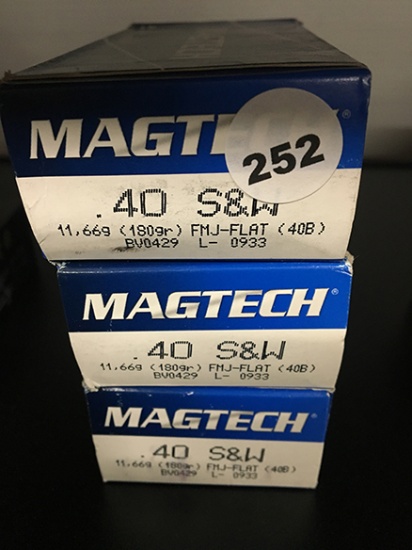 MAGTECH®
252
.40 S&W
11,66g (180gr) FMJ-FLAT (40B)
BV0429 L- 0933
MAGTECH®
.40 S&W
11,66g (180gr) FMJ-FLAT (40B)
BV0429 L- 0933
MAGTECH
.40 S&W
11,66g (180gr) FMJ-FLAT (40B)
BV0429 L- 0933